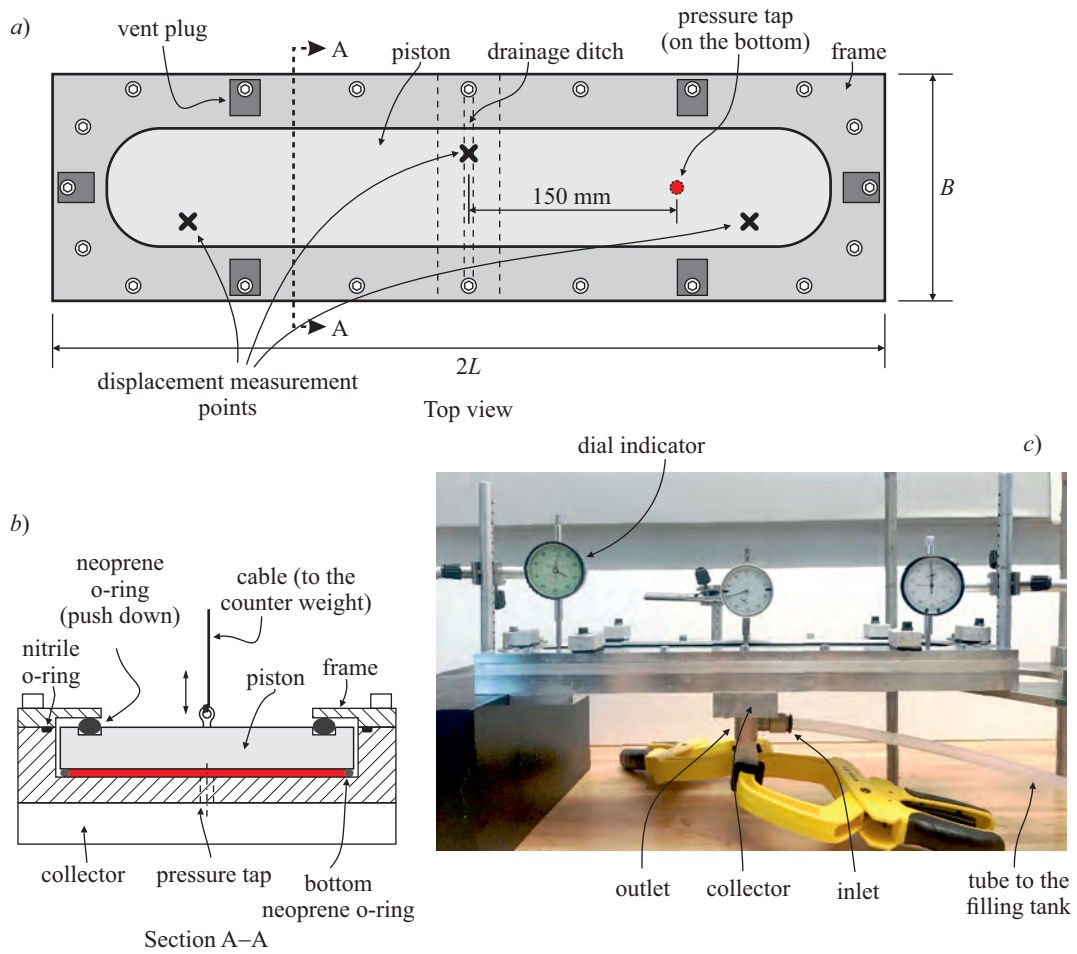 a)
vent plug
A
piston
drainage ditch
pressure tap
(on the bottom)
frame
150 mm
B
A
2L
displacement measurement
points
Top view
b)
neoprene
o-ring
(push down)
nitrile
o-ring
cable (to the
counter weight)
piston
frame
collector
pressure tap
bottom
neoprene o-ring
Section A–A
c)
dial indicator
outlet
collector
inlet
tube to the
filling tank